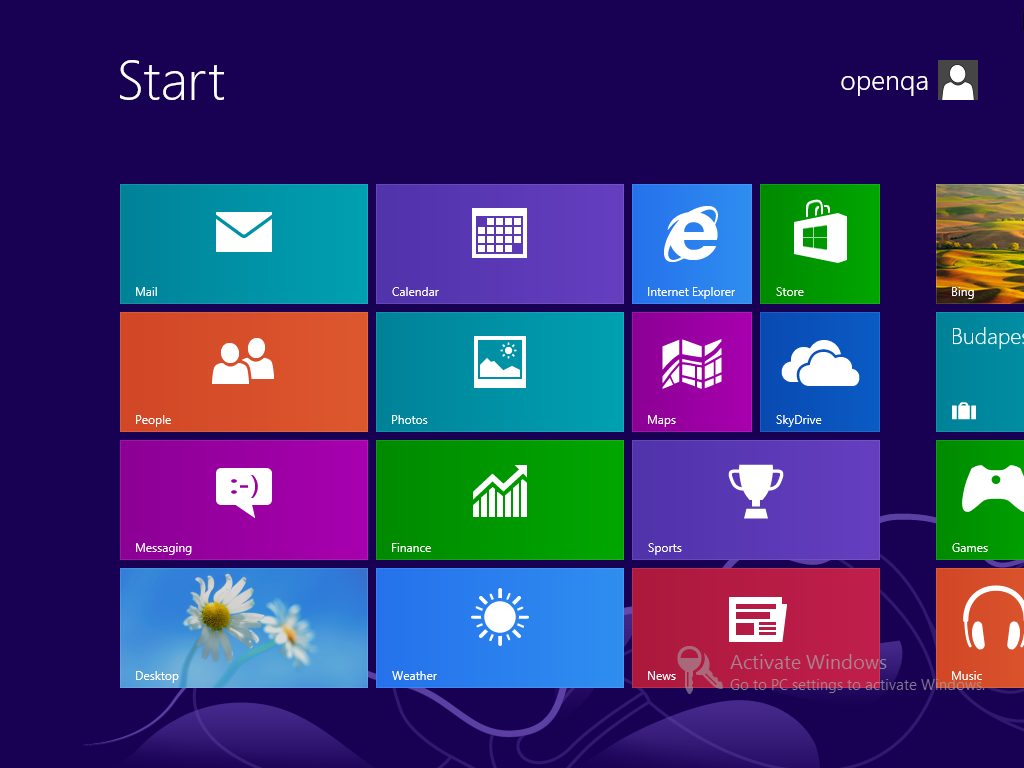 Start
openqa
Mail
Calendar
Internet Explorer
Store
Bing
People
Photos
Maps
SkyDrive
Budapes
Messaging
:-)
Finance
Sports
Games
Desktop
Weather
News
Music
Activate Windows
Go to PC settings to activate Windows.